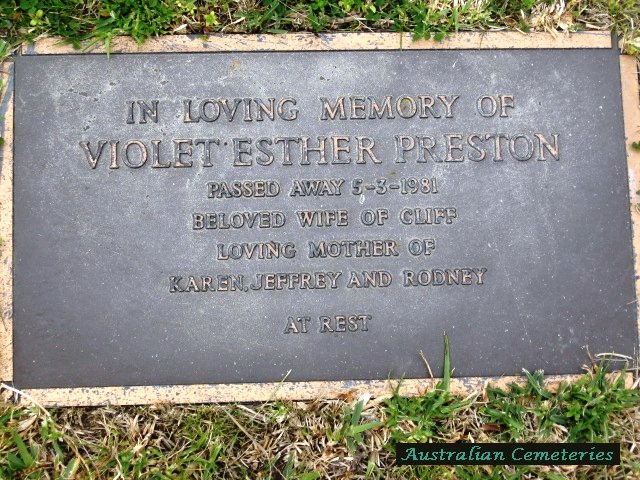 IN LOVING MEMORY OF
VIOLET ESTHER PRESTON
PASSED AWAY 5-3-1981
BELOVED WIFE OF CLIFF
LOVING MOTHER OF
KAREN, JEFFREY AND RODNEY
AT REST
Australian Cemeteries